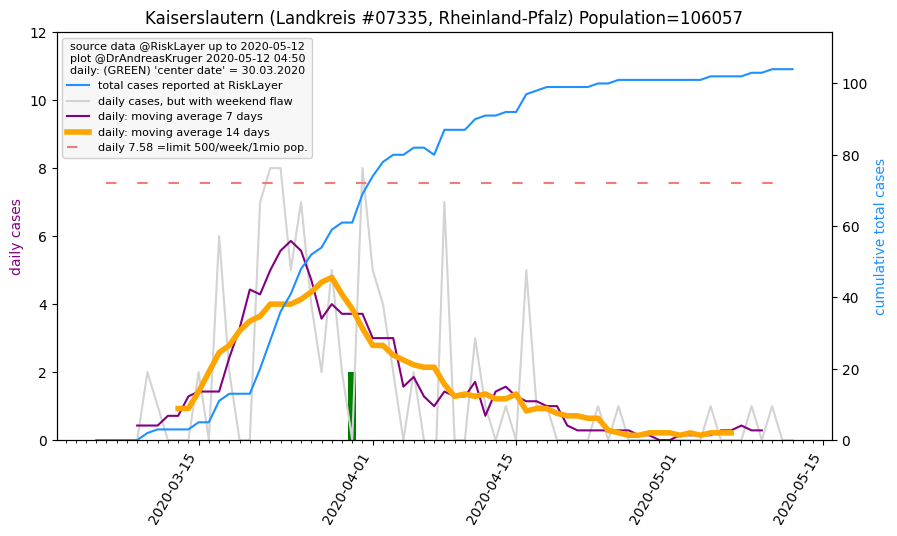 Kaiserslautern (Landkreis #07335, Rheinland-Pfalz) Population=106057
source data @RiskLayer up to 2020-05-12
plot @DrAndreasKruger 2020-05-12 04:50
daily: (GREEN) 'center date' = 30.03.2020
total cases reported at RiskLayer
daily cases, but with weekend flaw
daily: moving average 7 days
daily: moving average 14 days
daily 7.58 =limit 500/week/1mio pop.
daily cases
12
10
8
6
4
2
0
cumulative total cases
100
80
60
40
20
0
2020-03-15
2020-04-01
2020-04-15
2020-05-01
2020-05-15